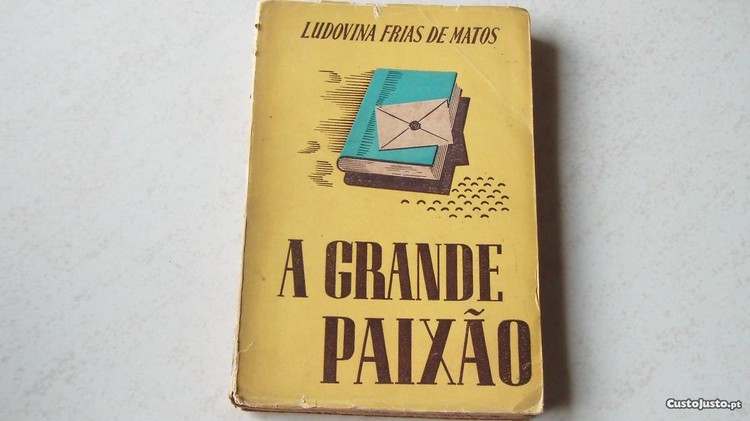 LUDOVINA FRIAS DE MATOS
A GRANDE
PAIXÃO
CustoJusto.pt